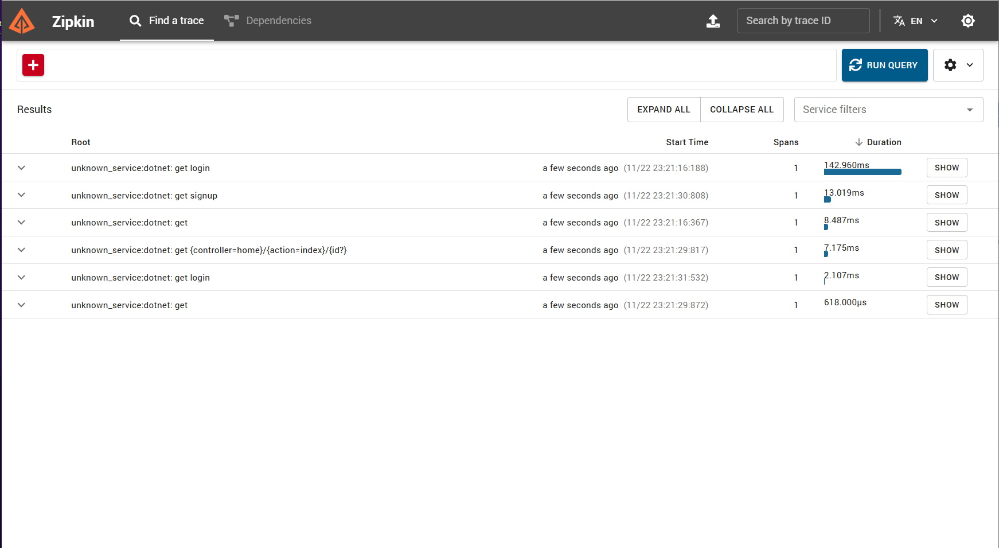 Zipkin Find a trace Dependencies Search by trace ID EN
RUN QUERY
Results EXPAND ALL COLLAPSE ALL Service filters
Root Start Time Spans Duration
unknown_service:dotnet: get login a few seconds ago (11/22 23:21:16:188) 1 142.960ms SHOW
unknown_service:dotnet: get signup a few seconds ago (11/22 23:21:30:808) 1 13.019ms SHOW
unknown_service:dotnet: get a few seconds ago (11/22 23:21:16:367) 1 8.487ms SHOW
unknown_service:dotnet: get {controller=home}/{action=index}/{id?} a few seconds ago (11/22 23:21:29:817) 1 7.175ms SHOW
unknown_service:dotnet: get login a few seconds ago (11/22 23:21:31:532) 1 2.107ms SHOW
unknown_service:dotnet: get a few seconds ago (11/22 23:21:29:872) 1 618.000μs SHOW